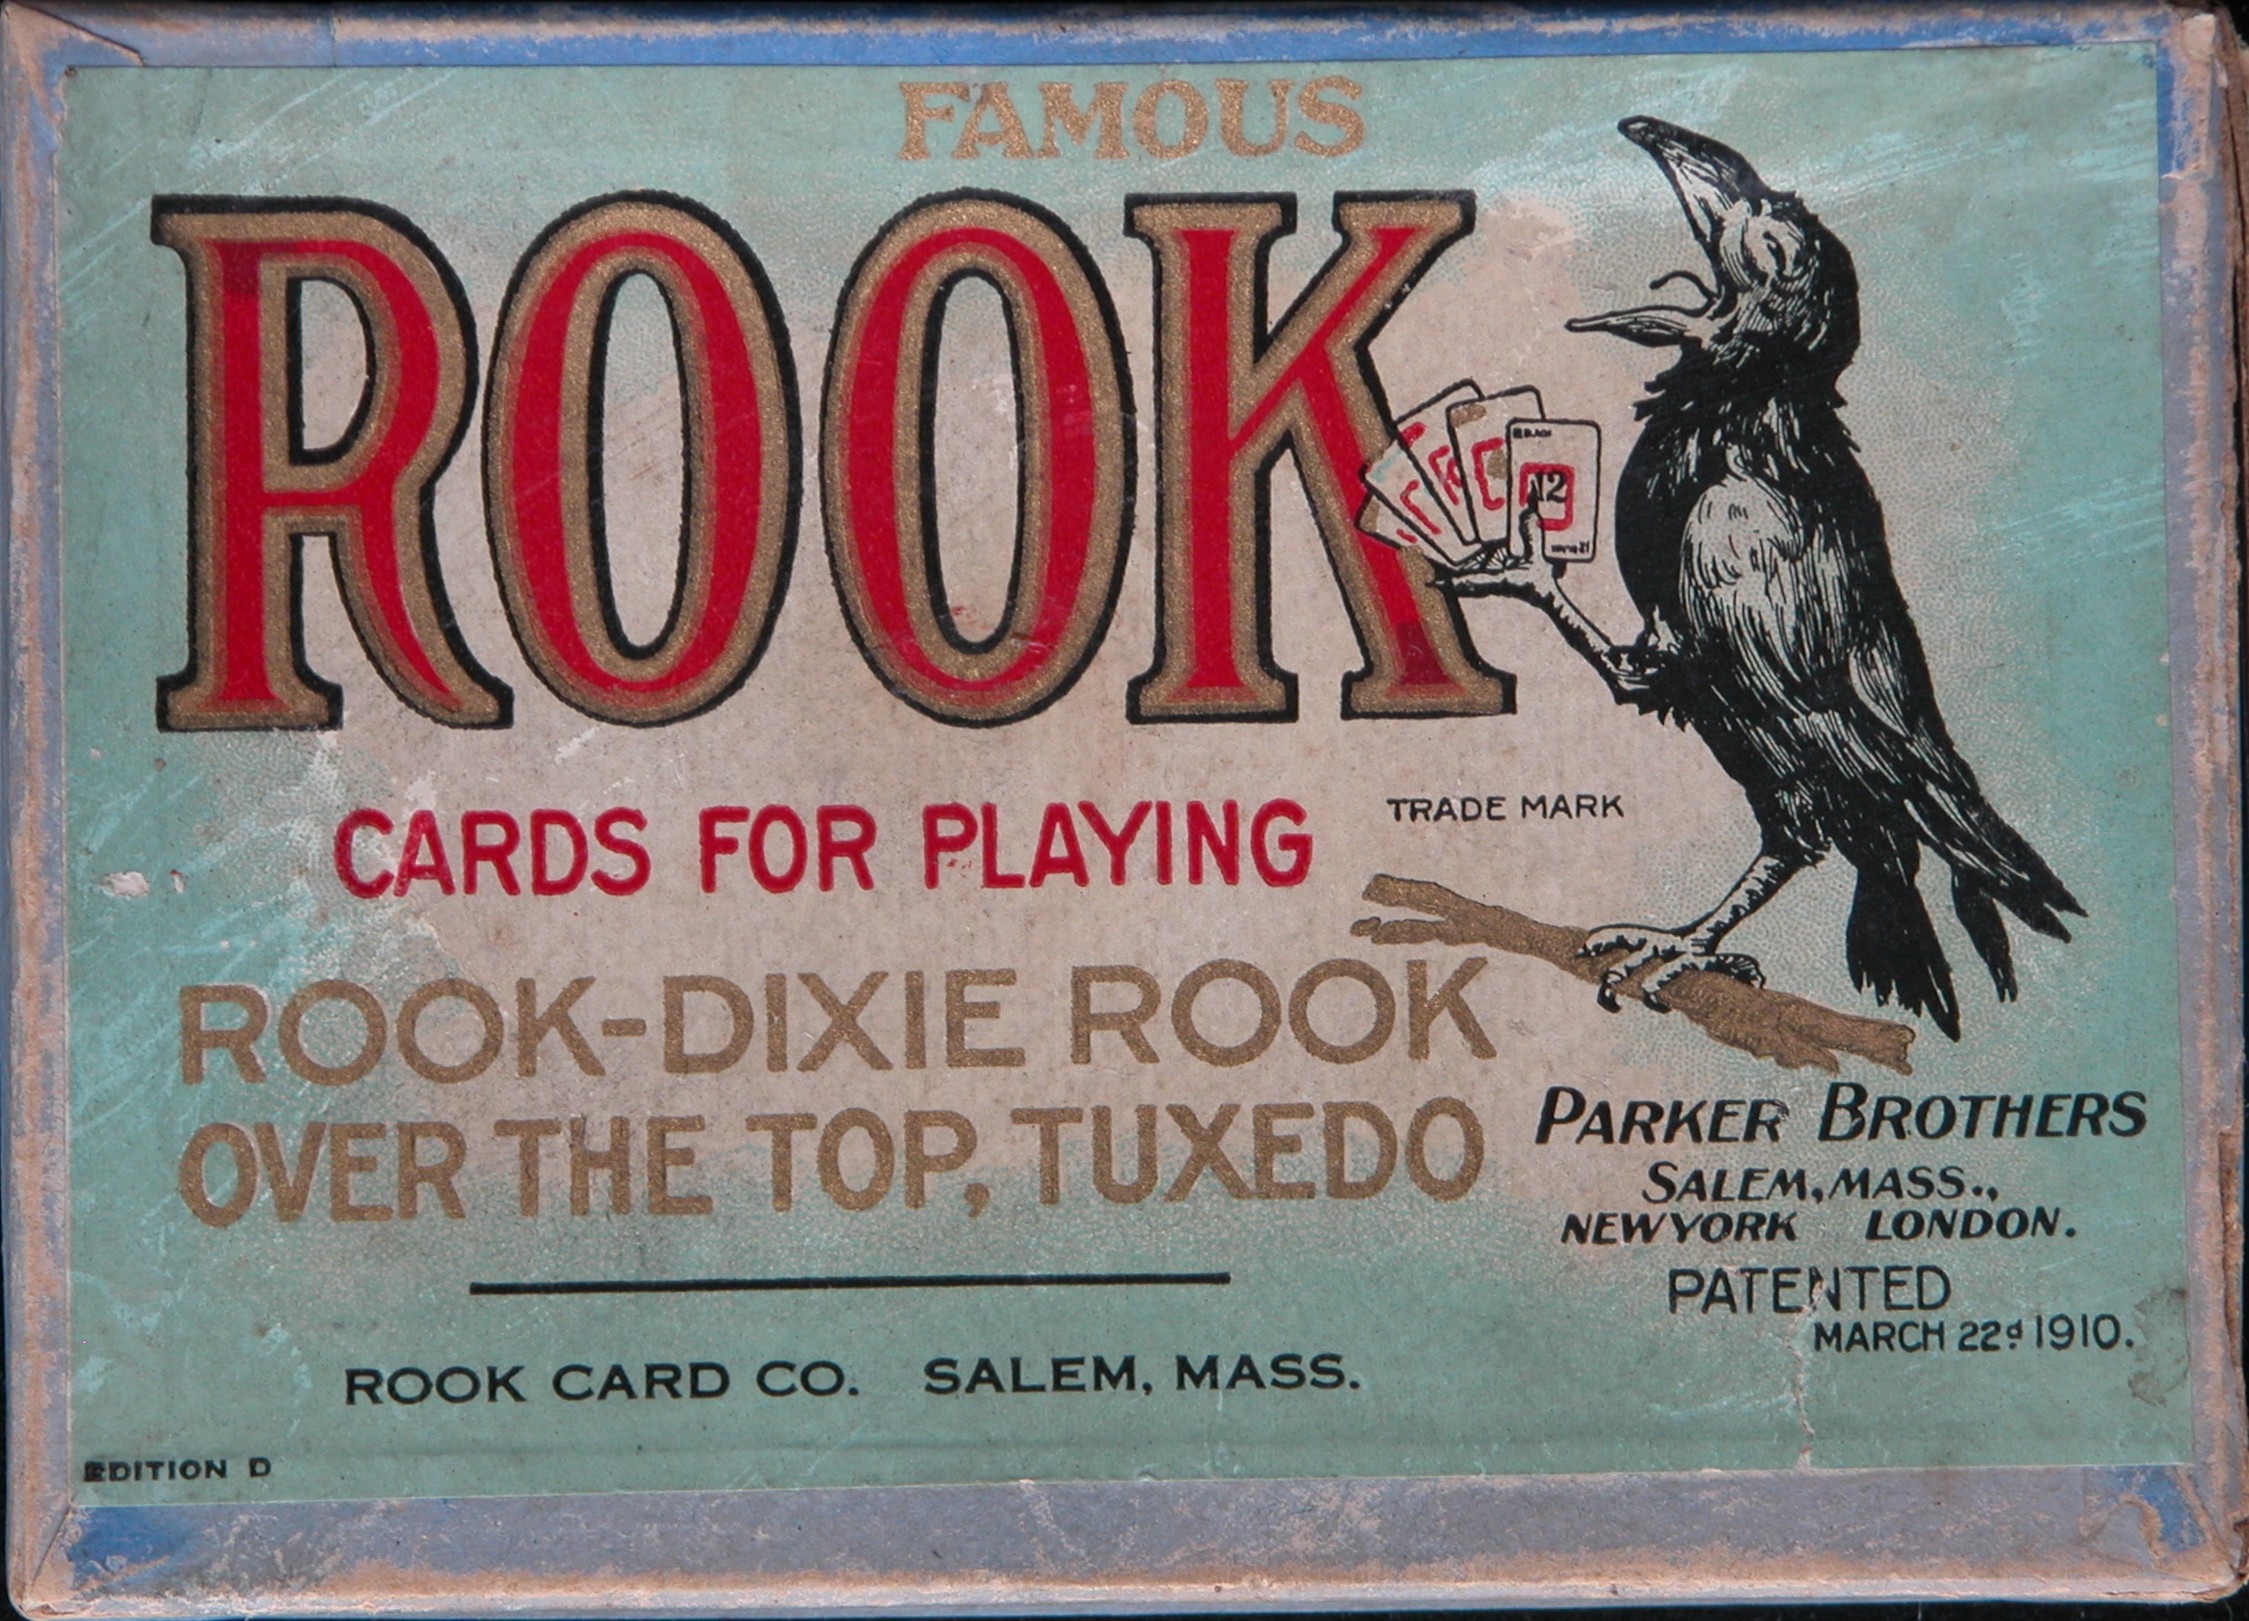 FAMOUS
ROOK
12
CARDS FOR PLAYING
TRADE MARK
ROOK-DIXIE ROOK
OVER THE TOP, TUXEDO
PARKER BROTHERS
SALEM, MASS.,
NEW YORK LONDON.
PATENTED
MARCH 22d 1910.
ROOK CARD CO. SALEM, MASS.
EDITION D